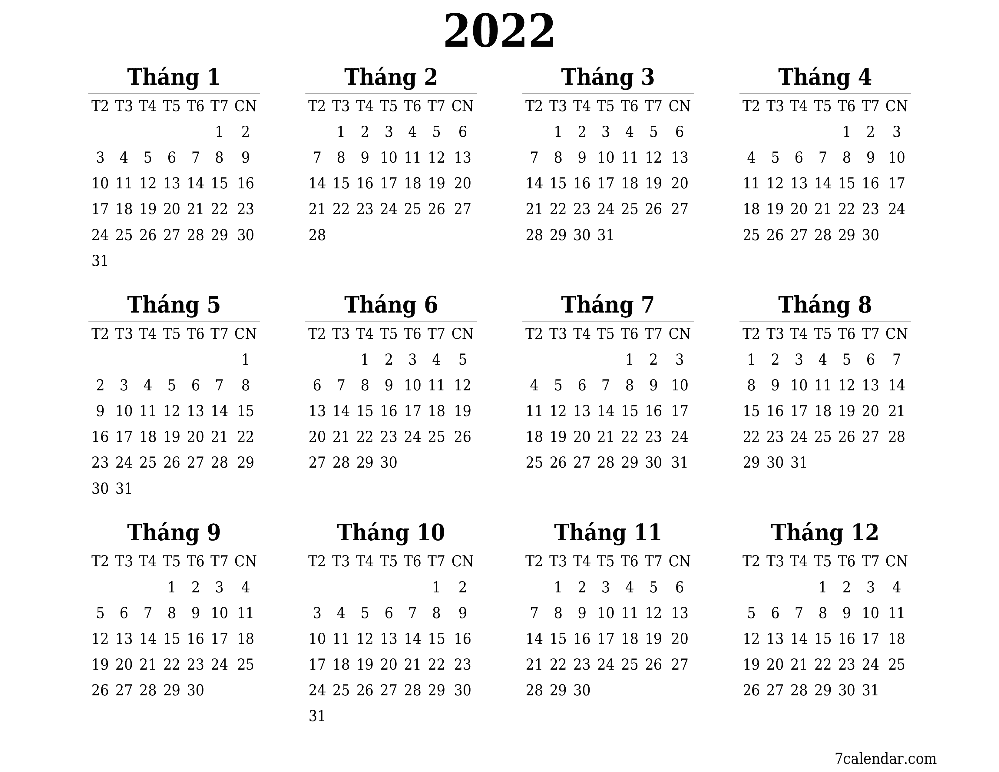 2022
Tháng 1
T2 T3 T4 T5 T6 T7 CN
1 2
3 4 5 6 7 8 9
10 11 12 13 14 15 16
17 18 19 20 21 22 23
24 25 26 27 28 29 30
31
Tháng 2
T2 T3 T4 T5 T6 T7 CN
1 2 3 4 5 6
7 8 9 10 11 12 13
14 15 16 17 18 19 20
21 22 23 24 25 26 27
28
Tháng 3
T2 T3 T4 T5 T6 T7 CN
1 2 3 4 5 6
7 8 9 10 11 12 13
14 15 16 17 18 19 20
21 22 23 24 25 26 27
28 29 30 31
Tháng 4
T2 T3 T4 T5 T6 T7 CN
1 2 3
4 5 6 7 8 9 10
11 12 13 14 15 16 17
18 19 20 21 22 23 24
25 26 27 28 29 30
Tháng 5
T2 T3 T4 T5 T6 T7 CN
1
2 3 4 5 6 7 8
9 10 11 12 13 14 15
16 17 18 19 20 21 22
23 24 25 26 27 28 29
30 31
Tháng 6
T2 T3 T4 T5 T6 T7 CN
1 2 3 4 5
6 7 8 9 10 11 12
13 14 15 16 17 18 19
20 21 22 23 24 25 26
27 28 29 30
Tháng 7
T2 T3 T4 T5 T6 T7 CN
1 2 3
4 5 6 7 8 9 10
11 12 13 14 15 16 17
18 19 20 21 22 23 24
25 26 27 28 29 30 31
Tháng 8
T2 T3 T4 T5 T6 T7 CN
1 2 3 4 5 6 7
8 9 10 11 12 13 14
15 16 17 18 19 20 21
22 23 24 25 26 27 28
29 30 31
Tháng 9
T2 T3 T4 T5 T6 T7 CN
1 2 3 4
5 6 7 8 9 10 11
12 13 14 15 16 17 18
19 20 21 22 23 24 25
26 27 28 29 30
Tháng 10
T2 T3 T4 T5 T6 T7 CN
1 2
3 4 5 6 7 8 9
10 11 12 13 14 15 16
17 18 19 20 21 22 23
24 25 26 27 28 29 30
31
Tháng 11
T2 T3 T4 T5 T6 T7 CN
1 2 3 4 5 6
7 8 9 10 11 12 13
14 15 16 17 18 19 20
21 22 23 24 25 26 27
28 29 30
Tháng 12
T2 T3 T4 T5 T6 T7 CN
1 2 3 4
5 6 7 8 9 10 11
12 13 14 15 16 17 18
19 20 21 22 23 24 25
26 27 28 29 30 31
7calendar.com